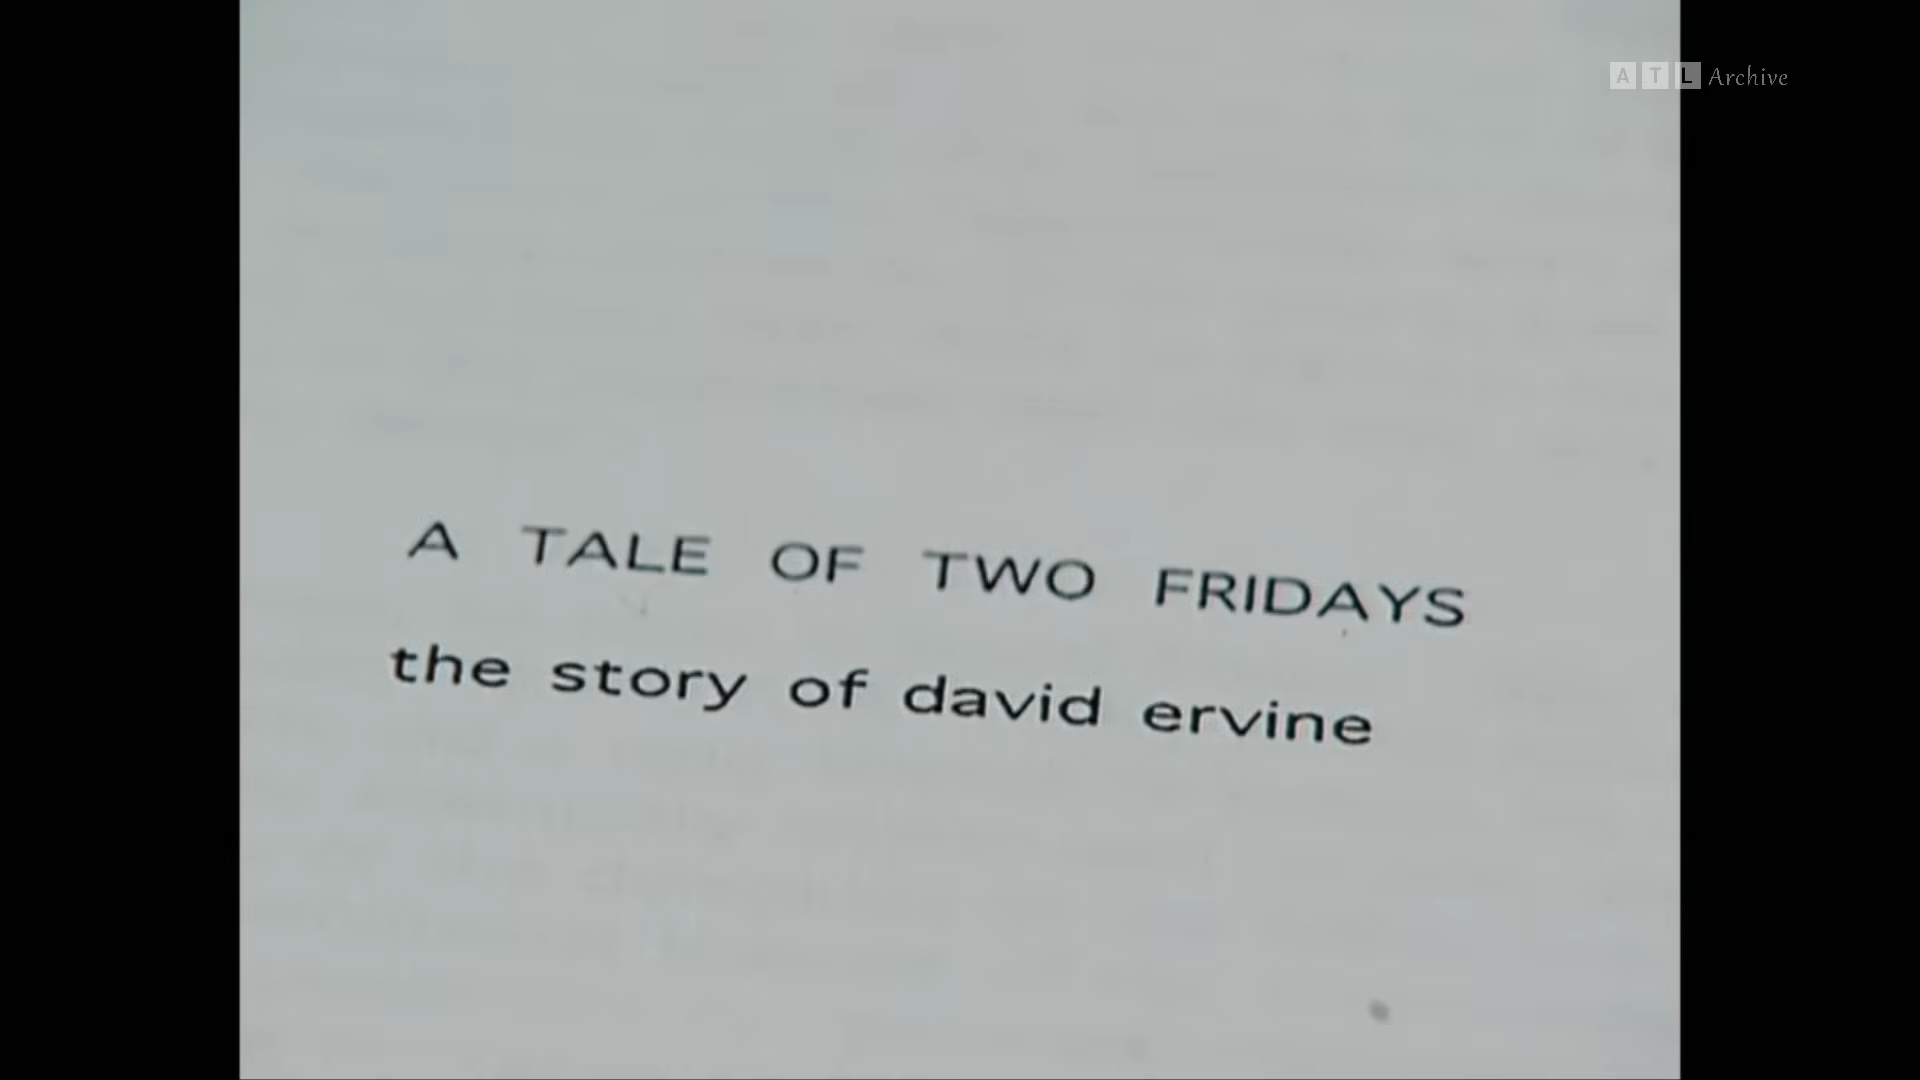 ATL Archive
A TALE OF TWO FRIDAYS
the story of david ervine